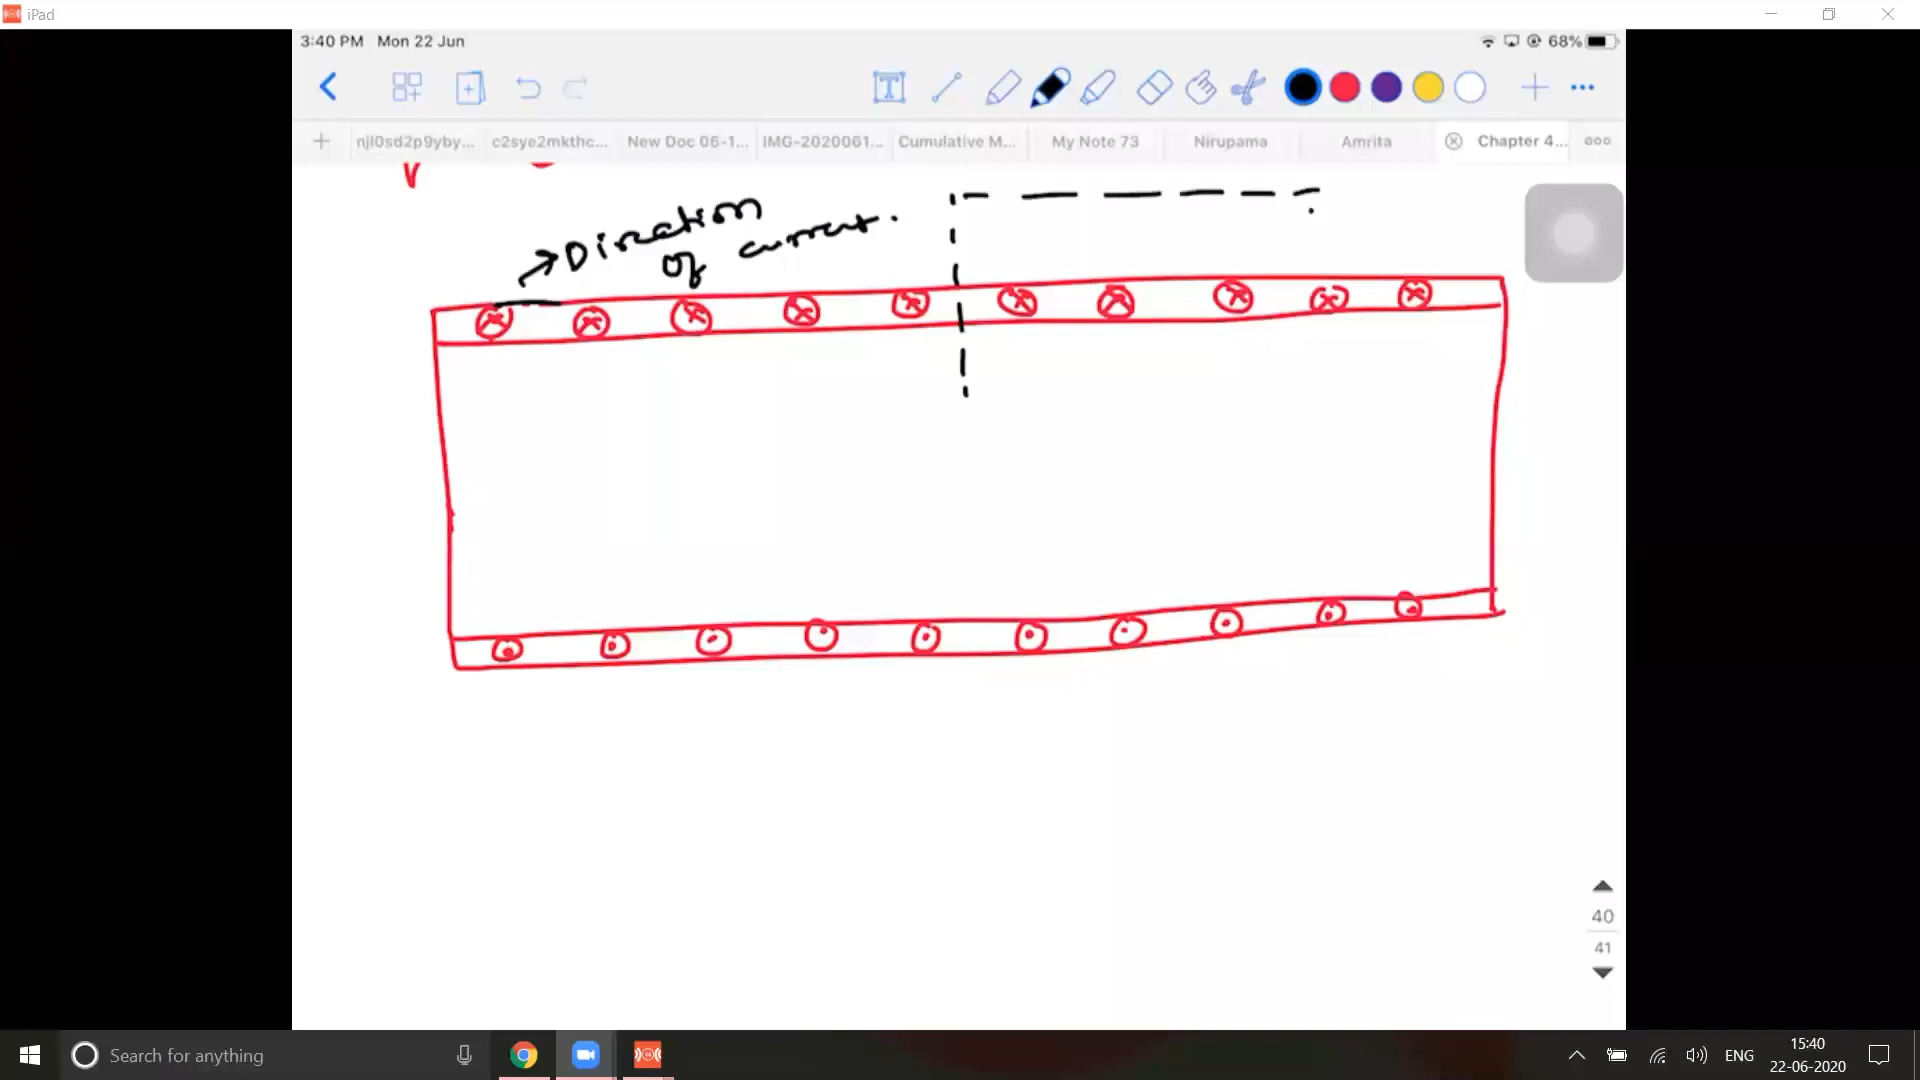 iPad
3:40 PM Mon 22 Jun
68%
T
njl0sd2p9yby... c2sye2mkthc... New Doc 06-1... IMG-2020061... Cumulative M... My Note 73 Nirupama Amrita Chapter 4...
Direction
of current.
40
41
Search for anything
ENG
15:40
22-06-2020